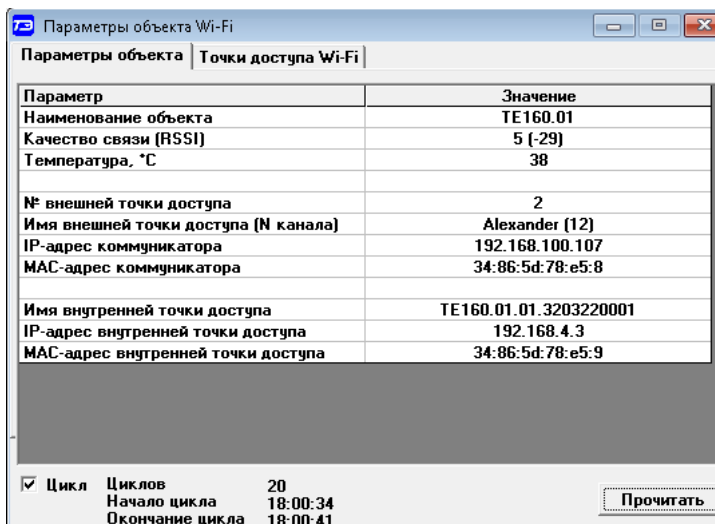 ТЭ Параметры объекта Wi-Fi
Параметры объекта Точки доступа Wi-Fi
Параметр Значение
Наименование объекта TE160.01
Качество связи (RSSI) 5 (-29)
Температура, °C 38
№ внешней точки доступа 2
Имя внешней точки доступа (N канала) Alexander (12)
IP-адрес коммуникатора 192.168.100.107
MAC-адрес коммуникатора 34:86:5d:78:e5:8
Имя внутренней точки доступа TE160.01.01.3203220001
IP-адрес внутренней точки доступа 192.168.4.3
MAC-адрес внутренней точки доступа 34:86:5d:78:e5:9
Цикл Циклов 20
Начало цикла 18:00:34
Прочитать
Окончание цикла 18:00:41